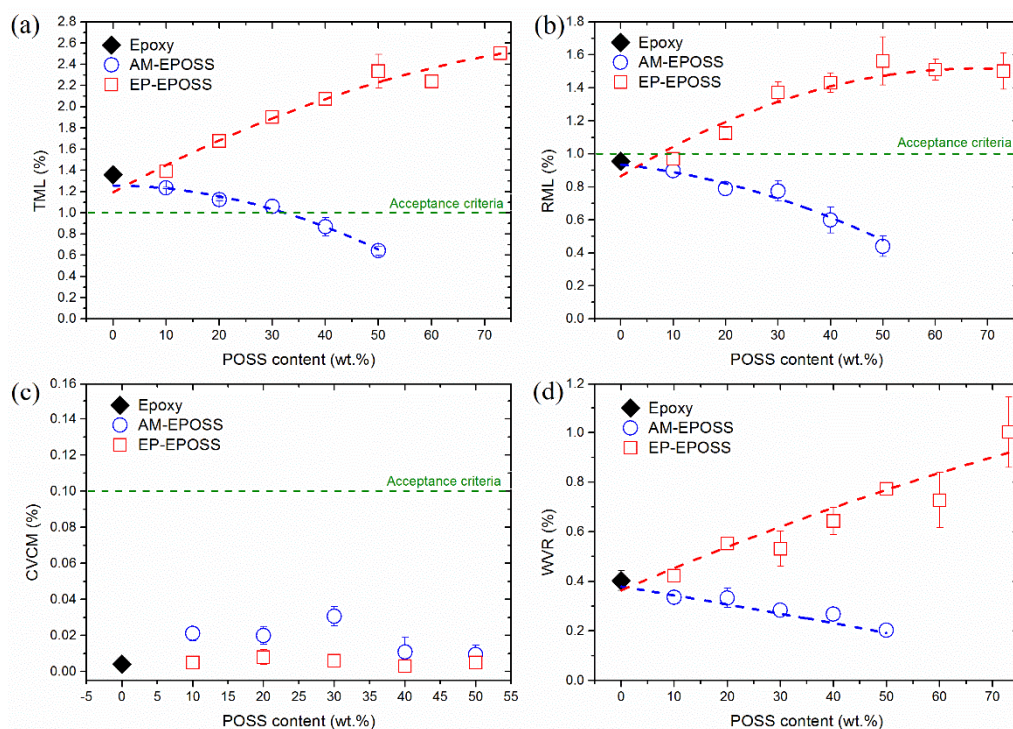 (a)
2.8
2.6
2.4
2.2
2.0
1.8
1.6
1.4
1.2
1.0
0.8
0.6
0.4
0.2
0.0
TML (%)
Epoxy
AM-EPOSS
EP-EPOSS
Acceptance criteria
0 10 20 30 40 50 60 70
POSS content (wt.%)
(b)
1.8
1.6
1.4
1.2
1.0
0.8
0.6
0.4
0.2
0.0
RML (%)
Epoxy
AM-EPOSS
EP-EPOSS
Acceptance criteria
0 10 20 30 40 50 60 70
POSS content (wt.%)
(c)
0.16
0.14
0.12
0.10
0.08
0.06
0.04
0.02
0.00
CVCM (%)
Epoxy
AM-EPOSS
EP-EPOSS
Acceptance criteria
-5 0 5 10 15 20 25 30 35 40 45 50 55
POSS content (wt.%)
(d)
1.2
1.0
0.8
0.6
0.4
0.2
0.0
WVR (%)
Epoxy
AM-EPOSS
EP-EPOSS
0 10 20 30 40 50 60 70
POSS content (wt.%)